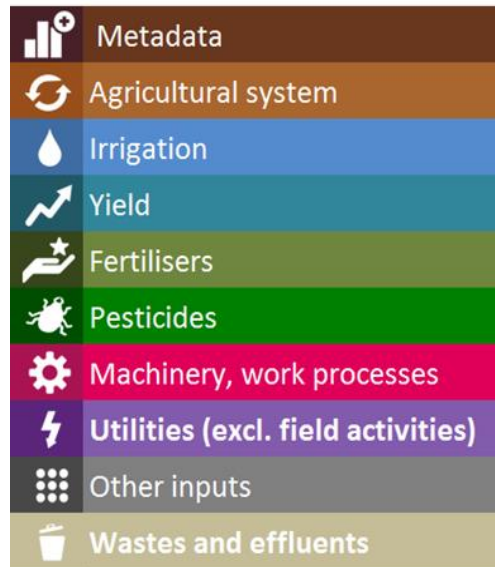 Metadata
Agricultural system
Irrigation
Yield
Fertilisers
Pesticides
Machinery, work processes
Utilities (excl. field activities)
Other inputs
Wastes and effluents